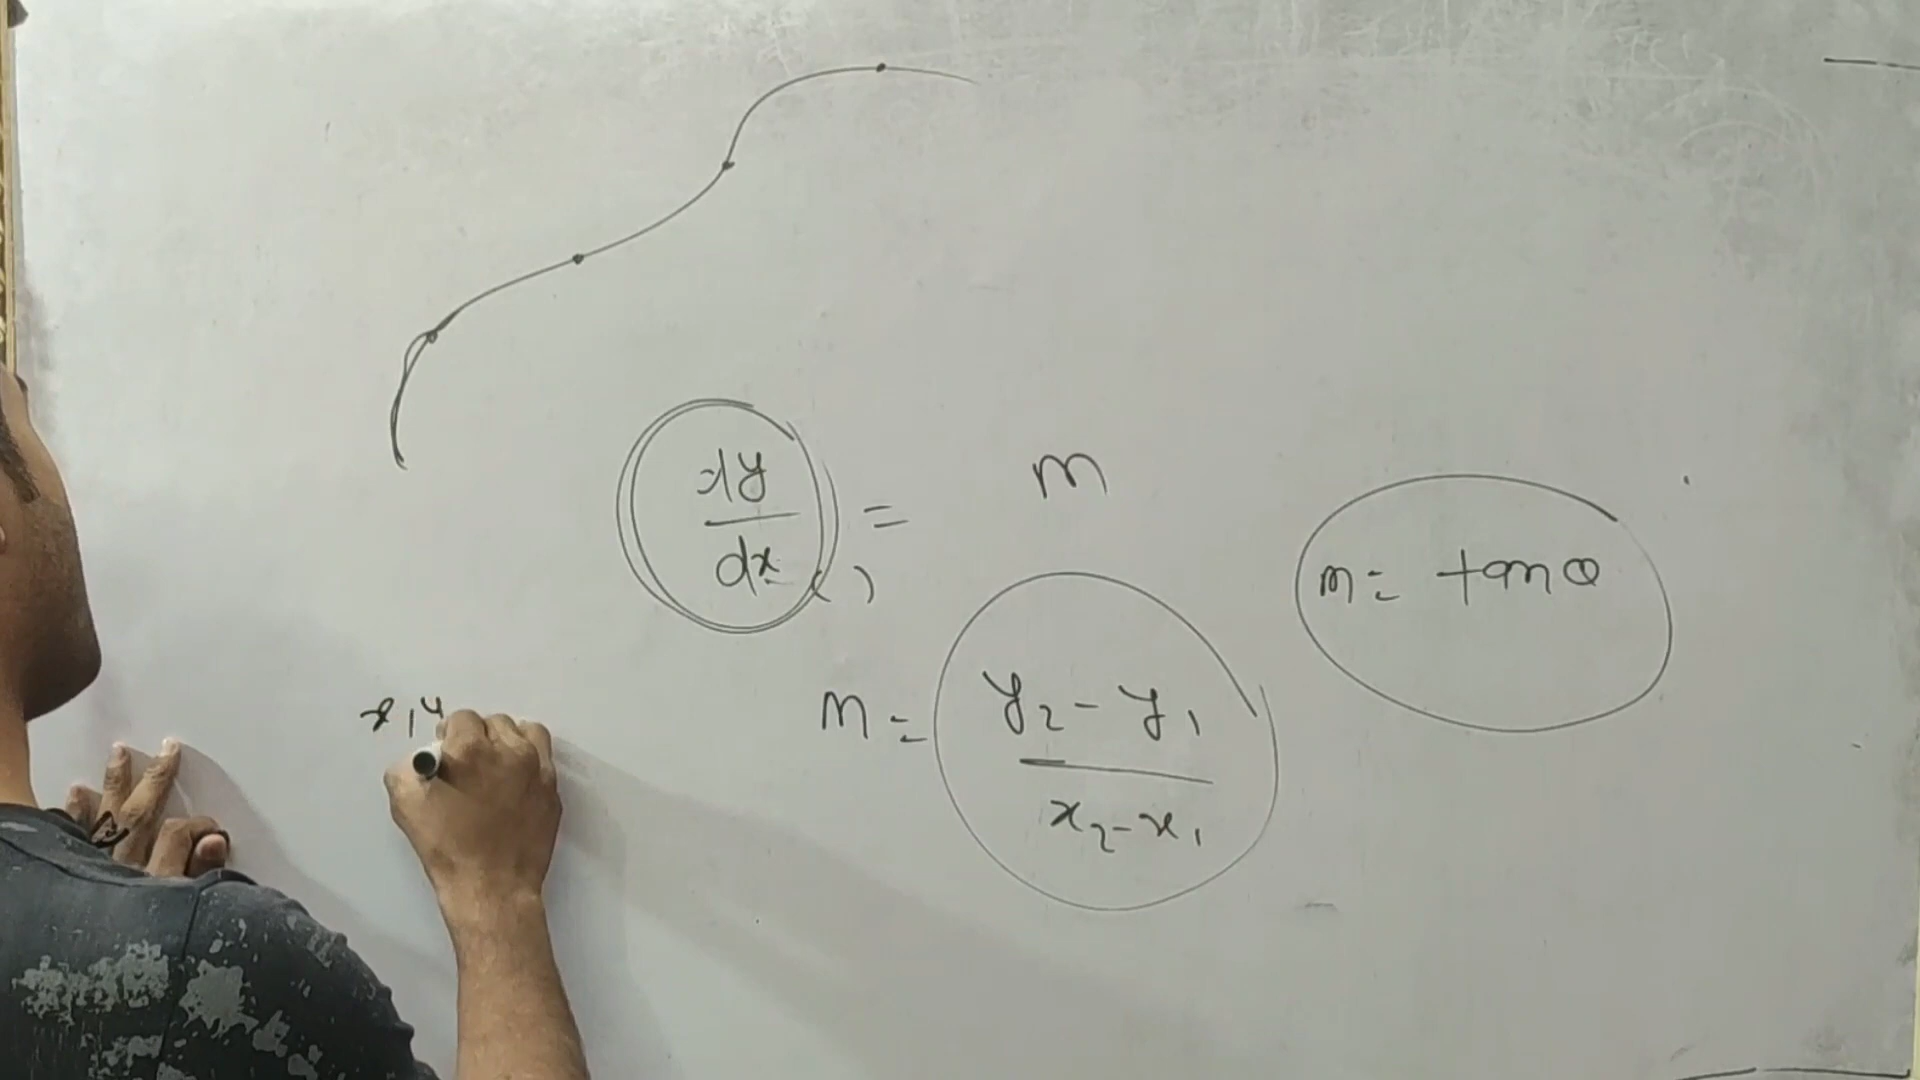 dy/dx ( ) = m
m = tanθ
m = y₂ - y₁ / x₂ - x₁
x, y